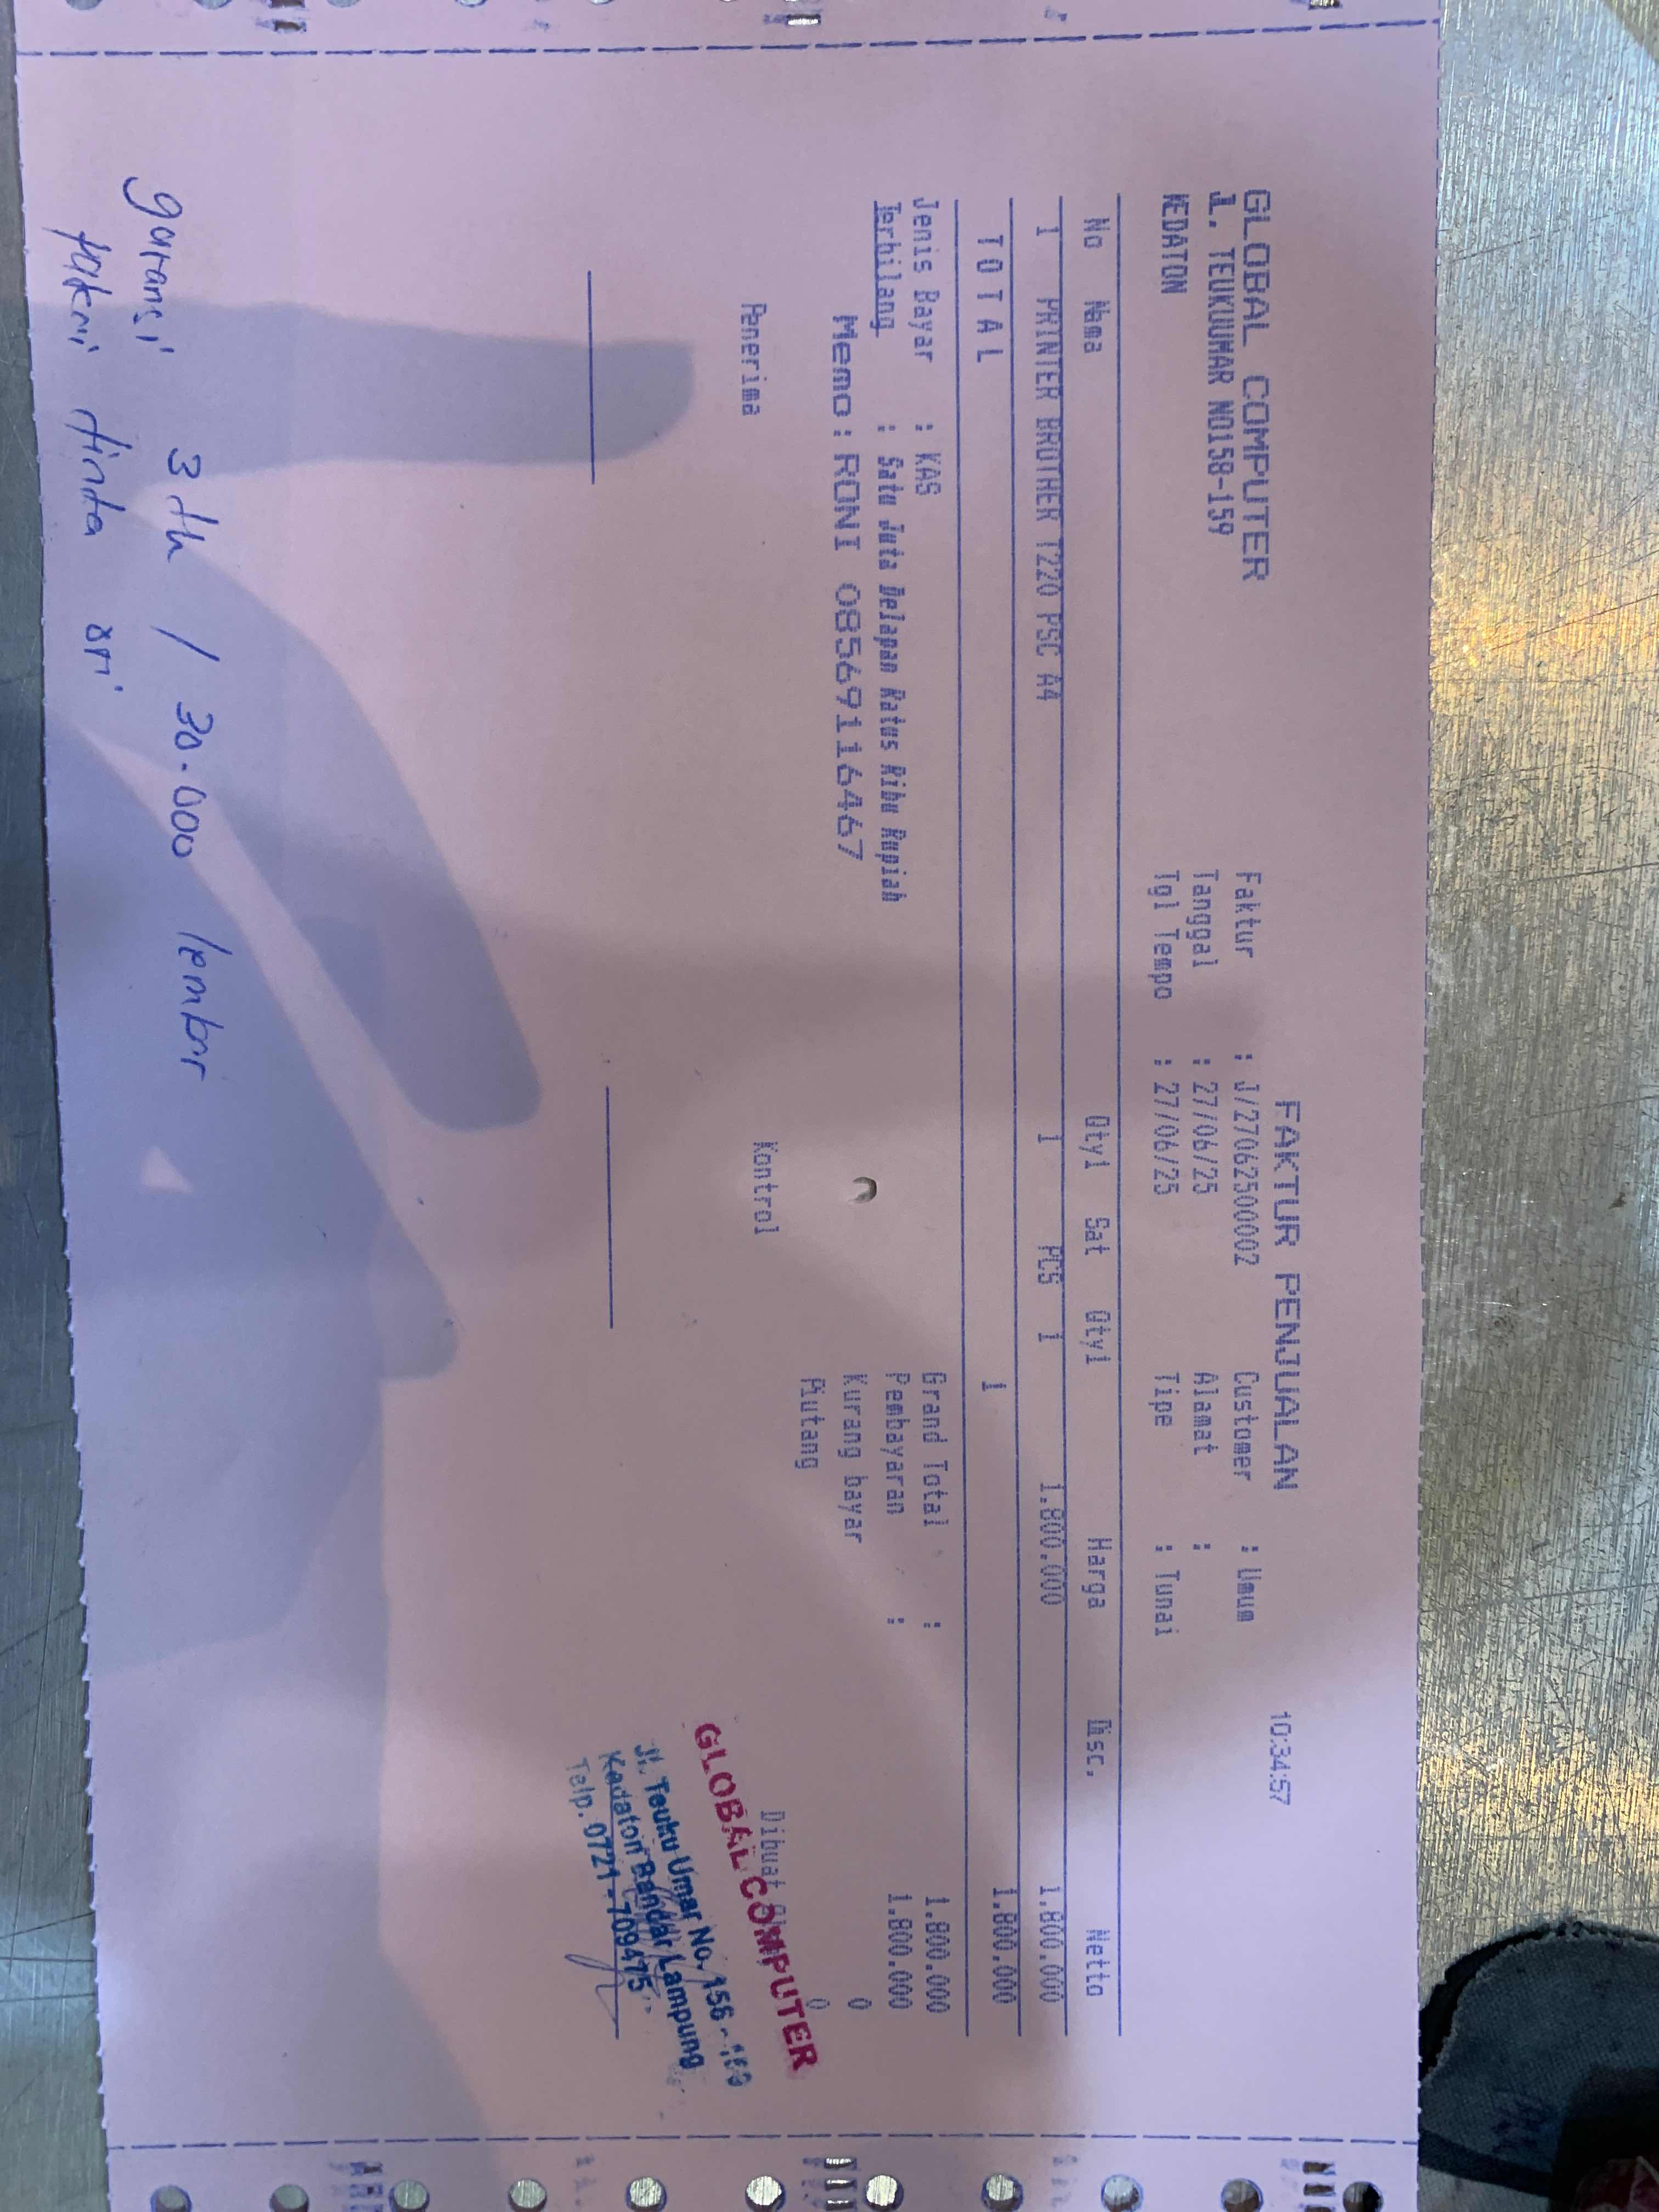 FAKTUR PENJUALAN 10:34:57
GLOBAL COMPUTER
Jl. TEUKUUMAR NO158-159
KEDATON
Faktur : J/27062500002
Tanggal : 27/06/25
Tgl Tempo : 27/06/25
Customer : Umum
Alamat :
Tipe : Tunai
No Nama Qty1 Sat Qty1 Harga Disc. Netto
1 PRINTER BROTHER T220 PSC A4 1 PCS 1 1.800.000 1.800.000
T O T A L 1 1.800.000
Jenis Bayar : KAS
Terbilang : Satu Juta Delapan Ratus Ribu Rupiah
Memo : RONI 085691116467
Grand Total : 1.800.000
Pembayaran : 1.800.000
Kurang bayar 0
Piutang 0
Penerima Kontrol Dibuat
GLOBAL COMPUTER
Jl. Teuku Umar No. 156 -
Kedaton Bandar Lampung
Telp. 0721-709475
garansi 3 th / 30.000 lembar
pakai tinta ori